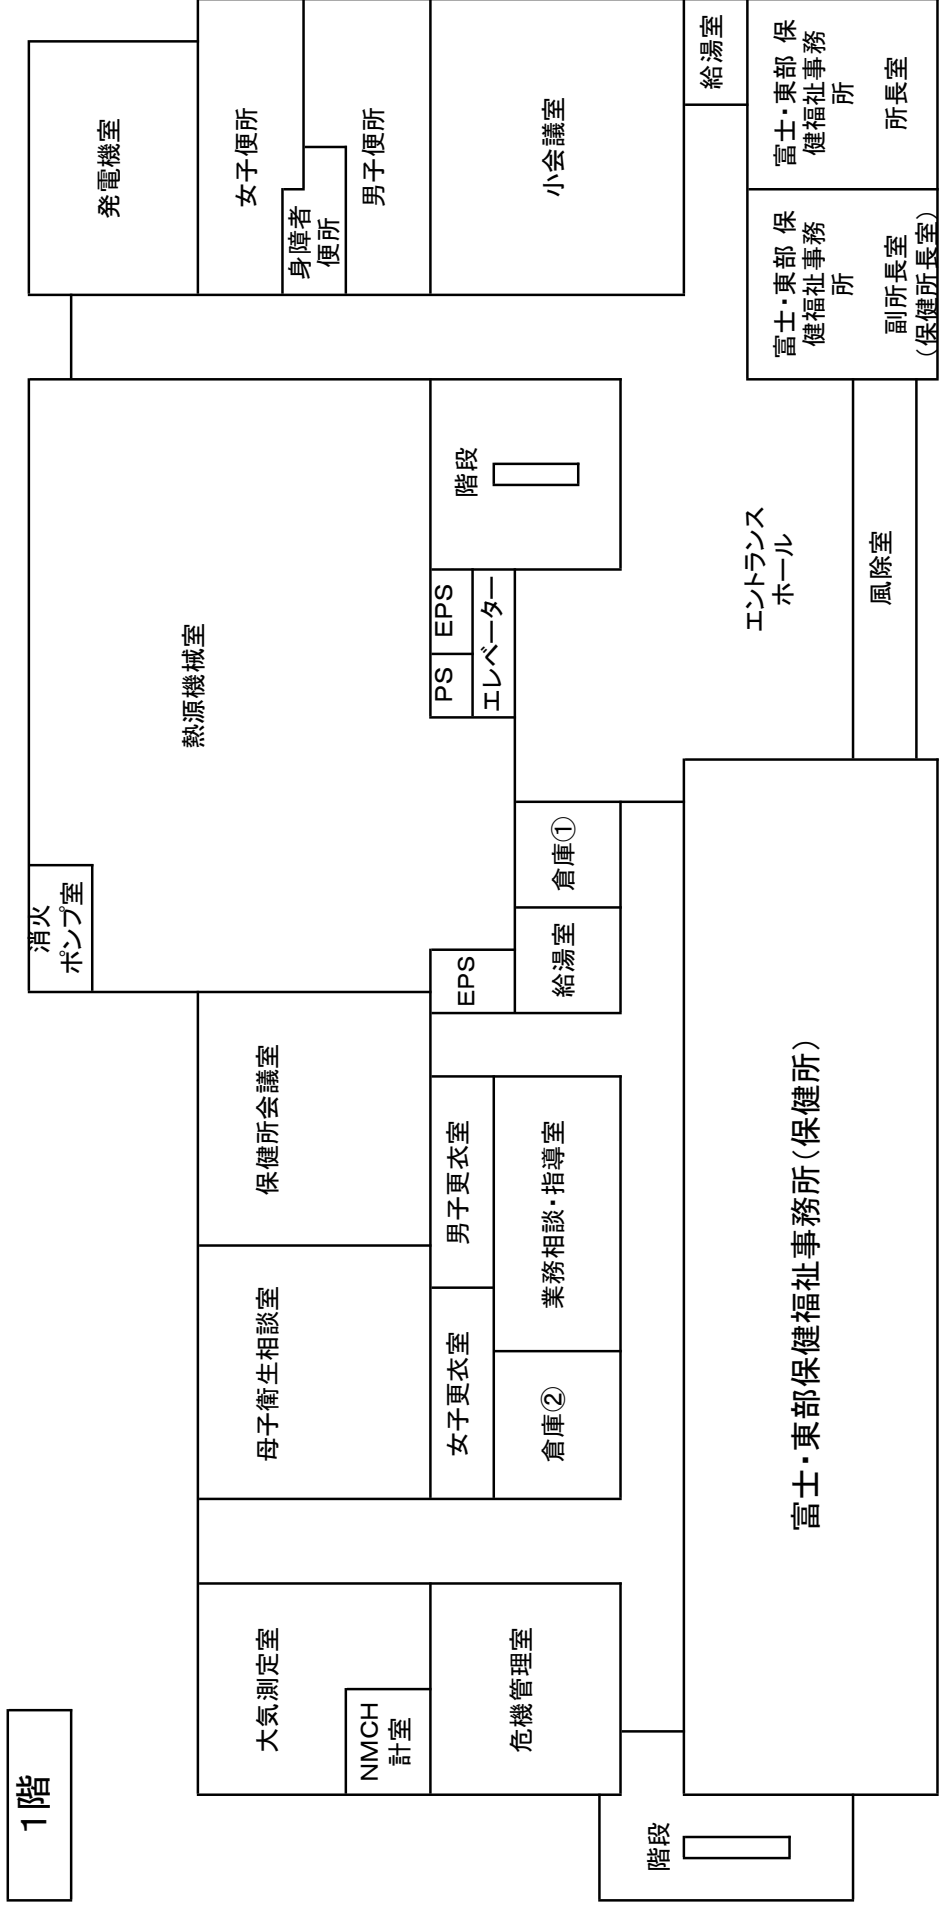 1階
発電機室
女子便所
身障者
便所
男子便所
小会議室
給湯室
富士・東部 保
健福祉事務
所
所長室
富士・東部 保
健福祉事務
所
副所長室
(保健所長室)
熱源機械室
消火
ポンプ室
階段
EPS
PS
エレベーター
エントランス
ホール
風除室
倉庫①
給湯室
EPS
保健所会議室
母子衛生相談室
男子更衣室
女子更衣室
業務相談・指導室
倉庫②
大気測定室
NMCH
計室
危機管理室
階段
富士・東部保健福祉事務所(保健所)